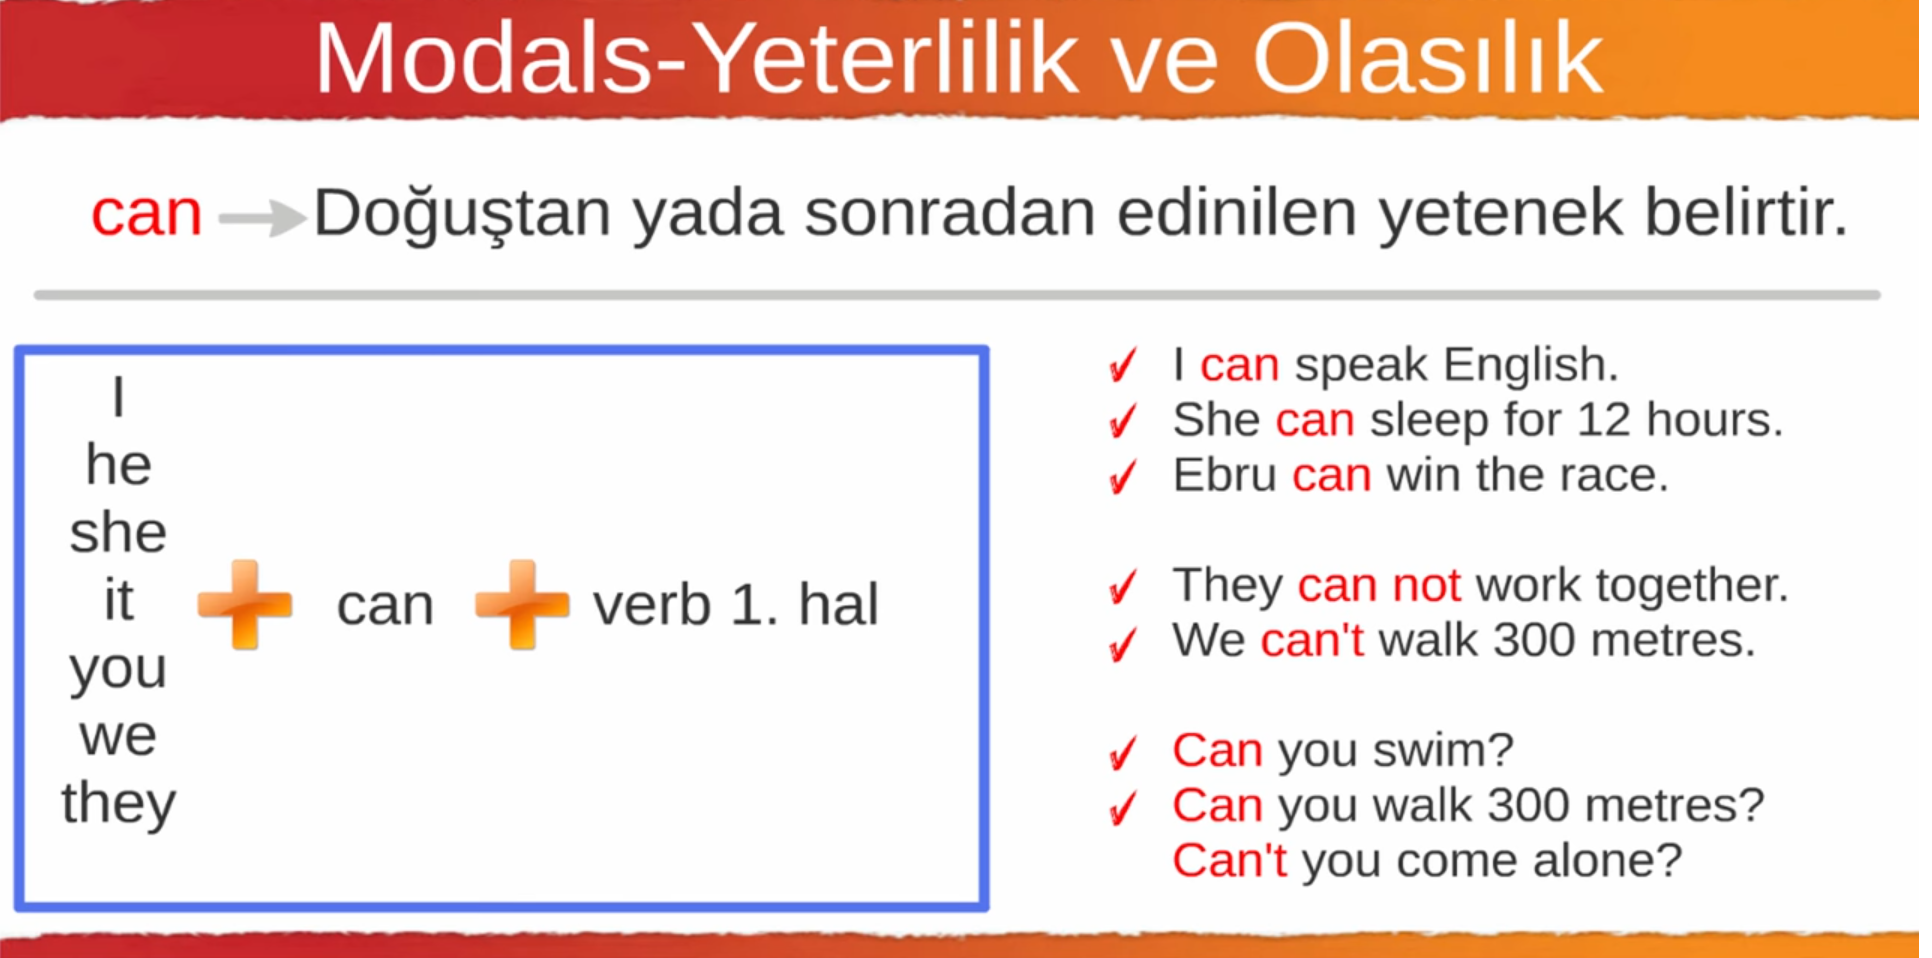 Modals-Yeterlilik ve Olasılık
can Doğuştan yada sonradan edinilen yetenek belirtir.
I
he
she
it
you
we
they
can
verb 1. hal
I can speak English.
She can sleep for 12 hours.
Ebru can win the race.
They can not work together.
We can't walk 300 metres.
Can you swim?
Can you walk 300 metres?
Can't you come alone?